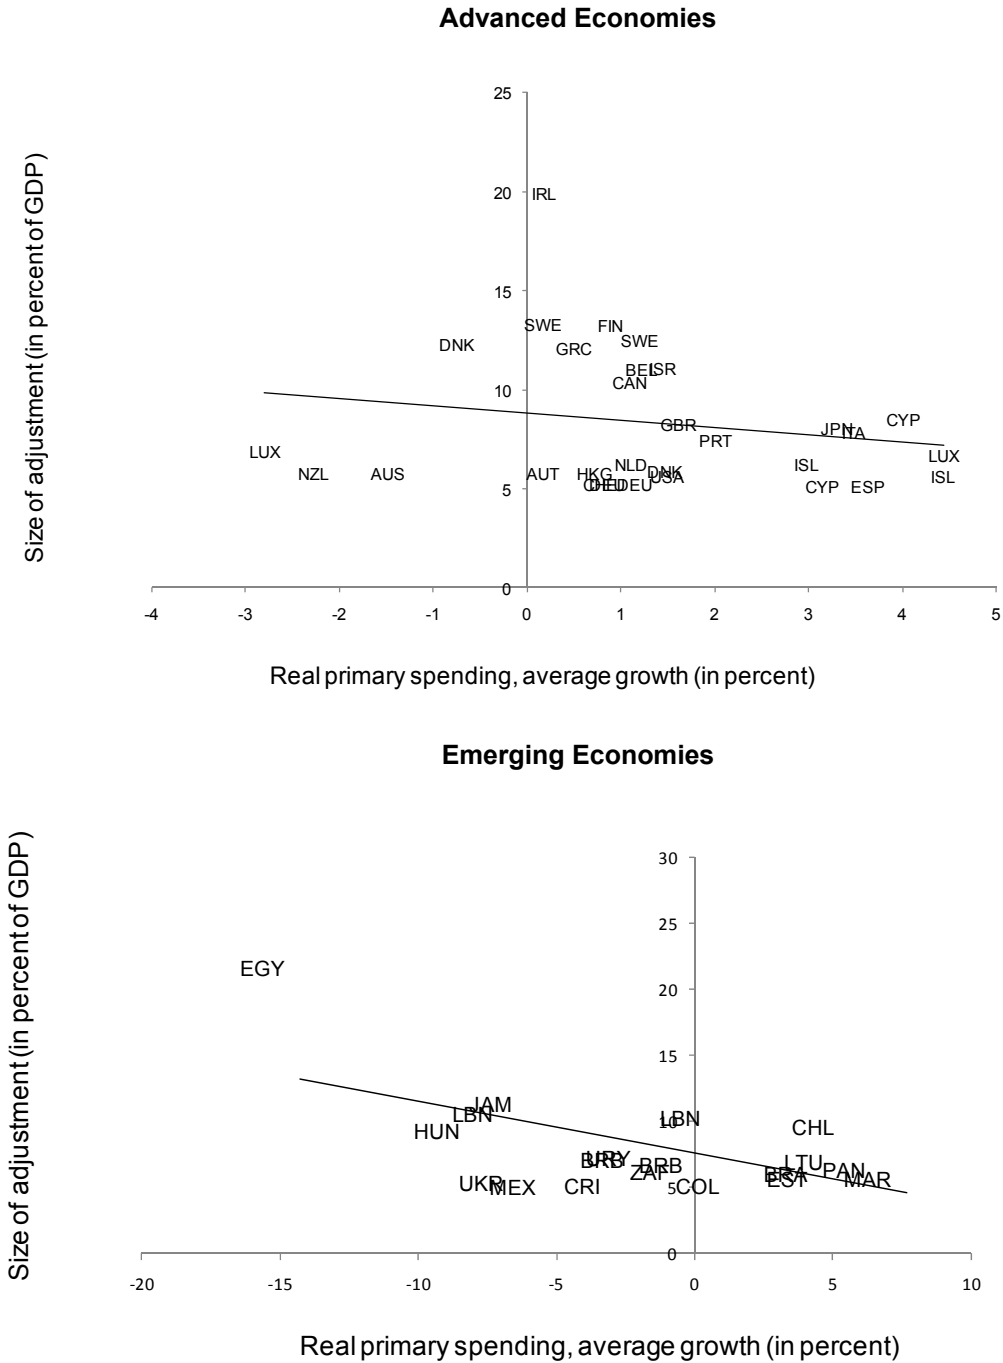 Advanced Economies
Size of adjustment (in percent of GDP)
25
20
15
10
5
0
IRL
SWE
FIN
SWE
DNK
GRC
BEL
ISR
CAN
CYP
GBR
JPN
ITA
PRT
LUX
LUX
NLD
ISL
NZL
AUS
AUT
HKG
DNK
USA
ISL
DEU
CYP
ESP
-4 -3 -2 -1 0 1 2 3 4 5
Real primary spending, average growth (in percent)
Emerging Economies
Size of adjustment (in percent of GDP)
30
25
20
15
10
5
0
EGY
JAM
LBN
LBN
HUN
CHL
BRB
URY
BRB
LTU
ZAF
BRA
PAN
UKR
MEX
CRI
COL
EST
MAR
-20 -15 -10 -5 0 5 10
Real primary spending, average growth (in percent)